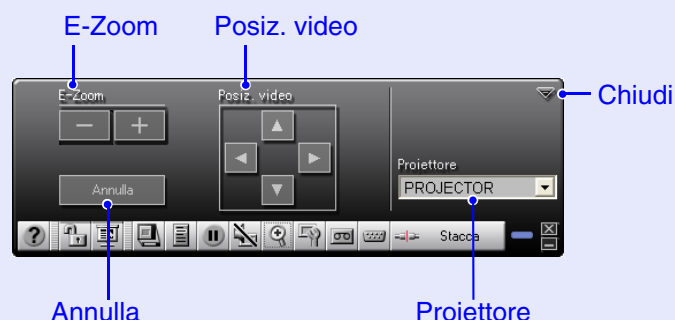 E-Zoom Posiz. video
Chiudi
E-Zoom Posiz. video
− +
Proiettore
Annulla PROJECTOR
? Stacca
Annulla Proiettore